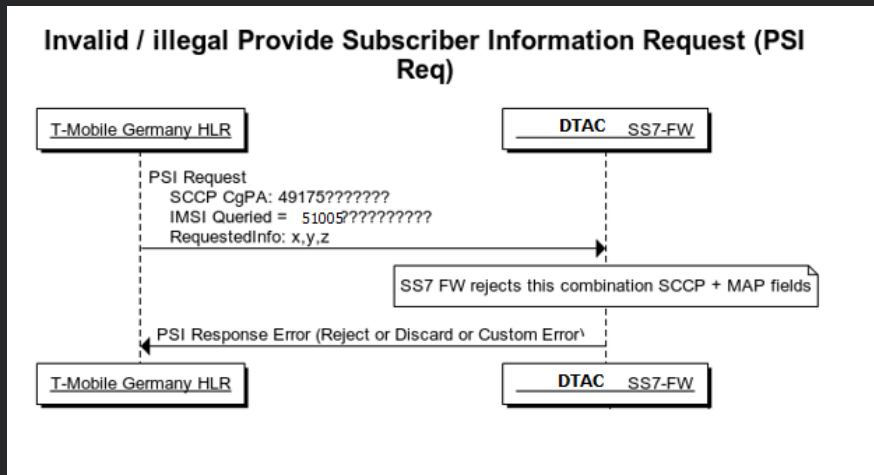 Invalid / illegal Provide Subscriber Information Request (PSI
Req)
T-Mobile Germany HLR
DTAC SS7-FW
PSI Request
SCCP CgPA: 49175???????
IMSI Queried = 51005??????????
RequestedInfo: x,y,z
SS7 FW rejects this combination SCCP + MAP fields
PSI Response Error (Reject or Discard or Custom Error)
T-Mobile Germany HLR
DTAC SS7-FW